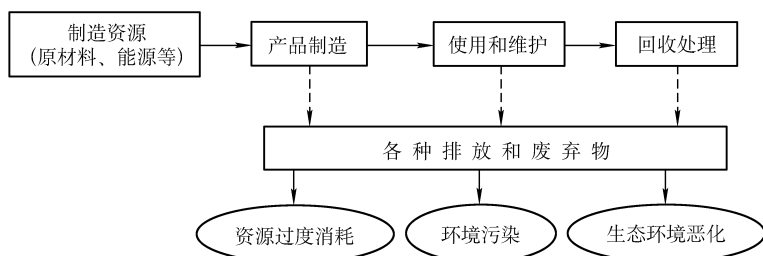 制造资源
(原材料、能源等)
产品制造
使用和维护
回收处理
各种排放和废弃物
资源过度消耗
环境污染
生态环境恶化